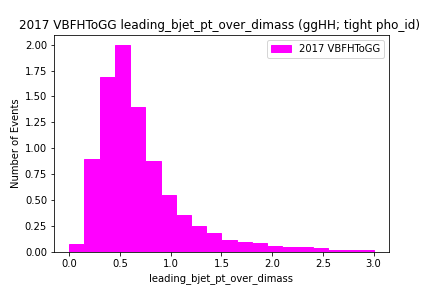 2017 VBFHToGG leading_bjet_pt_over_dimass (ggHH; tight pho_id)
2017 VBFHToGG
Number of Events
2.00
1.75
1.50
1.25
1.00
0.75
0.50
0.25
0.00
0.0 0.5 1.0 1.5 2.0 2.5 3.0
leading_bjet_pt_over_dimass